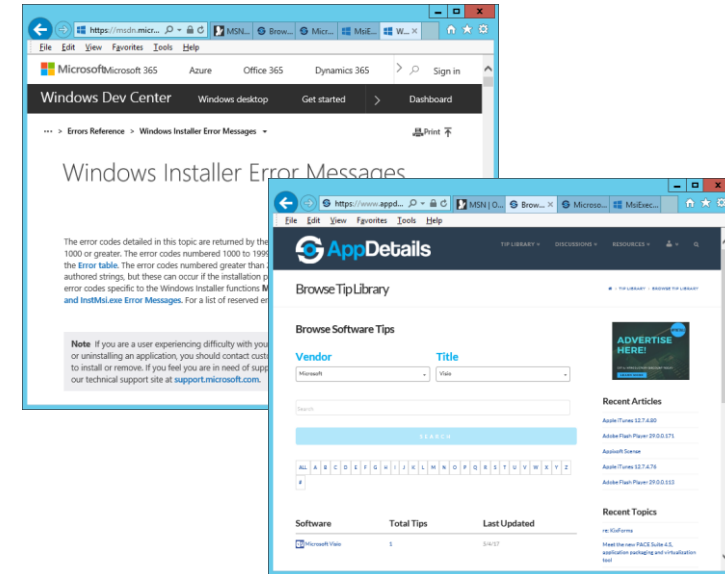 https://msdn.micr...
MSN...
Brow...
Micr...
MsiE...
W...
File Edit View Favorites Tools Help
Microsoft Microsoft 365 Azure Office 365 Dynamics 365 > Sign in
Windows Dev Center Windows desktop Get started > Dashboard
··· > Errors Reference > Windows Installer Error Messages
Print
Windows Installer Error Messages
The error codes detailed in this topic are returned by the
1000 or greater. The error codes numbered 1000 to 1999
the Error table. The error codes numbered greater than
authored strings, but these can occur if the installation p
error codes specific to the Windows Installer functions M
and InstMsi.exe Error Messages. For a list of reserved er
Note If you are a user experiencing difficulty with you
or uninstalling an application, you should contact cust
to install or remove. If you feel you are in need of supp
our technical support site at support.microsoft.com.
https://www.appd...
MSN | O...
Brow...
Microso...
MsiExec...
File Edit View Favorites Tools Help
AppDetails
TIP LIBRARY DISCUSSIONS RESOURCES
Browse Tip Library
> TIP LIBRARY > BROWSE TIP LIBRARY
Browse Software Tips
Vendor Title
Microsoft Visio
Search
SEARCH
ALL A B C D E F G H I J K L M N O P Q R S T U V W X Y Z
#
Software Total Tips Last Updated
Microsoft Visio 5 5/4/17
ADVERTISE
HERE!
Recent Articles
Apple iTunes 12.7.4.80
Adobe Flash Player 29.0.0.171
Appixoft Scense
Apple iTunes 12.7.4.76
Adobe Flash Player 29.0.0.113
Recent Topics
re: KixForms
Meet the new PACE Suite 4.5,
application packaging and virtualization
tool